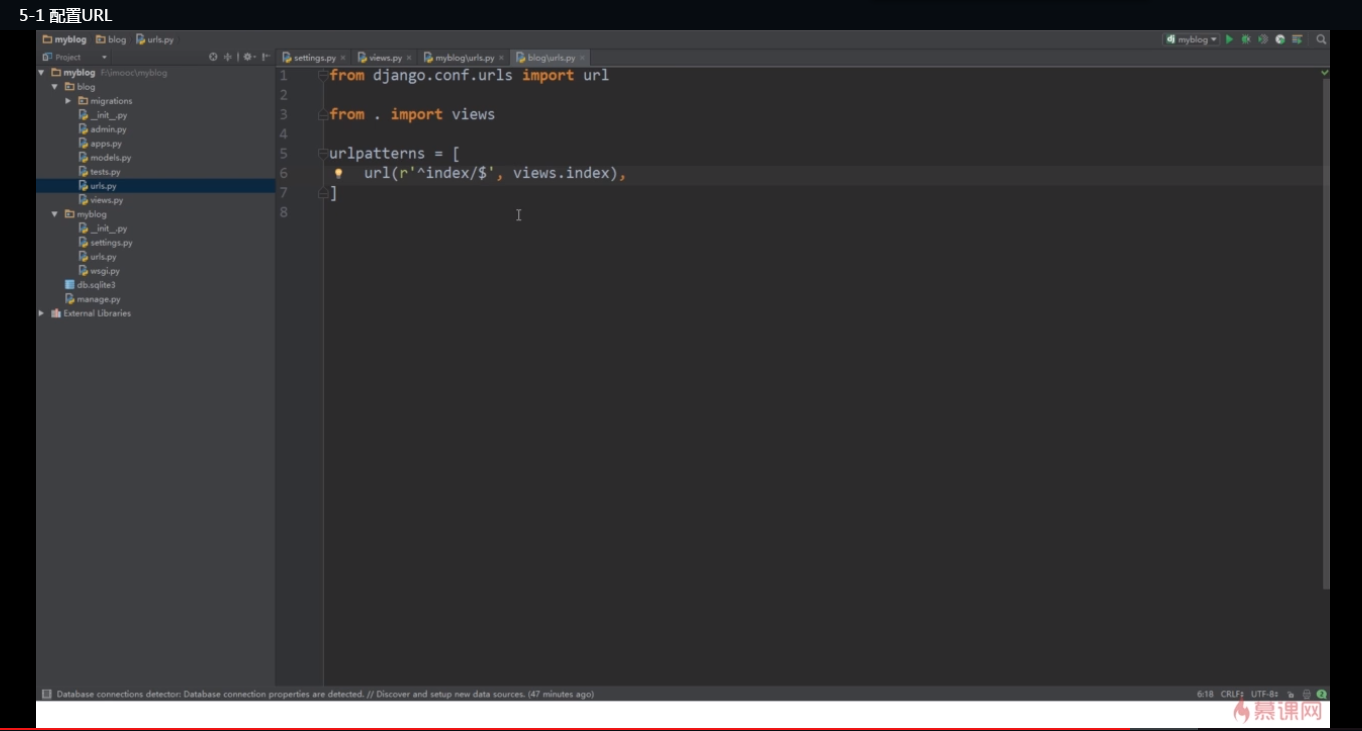 5-1 配置URL
myblog blog urls.py
myblog
Project
settings.py × views.py × myblog\urls.py × blog\urls.py ×
myblog F:\imooc\myblog
blog
migrations
__init__.py
admin.py
apps.py
models.py
tests.py
urls.py
views.py
myblog
__init__.py
settings.py
urls.py
wsgi.py
db.sqlite3
manage.py
External Libraries
1 from django.conf.urls import url
2
3 from . import views
4
5 urlpatterns = [
6 url(r'^index/$', views.index),
7 ]
8
Database connections detector: Database connection properties are detected. // Discover and setup new data sources. (47 minutes ago)
6:18 CRLF UTF-8
慕课网